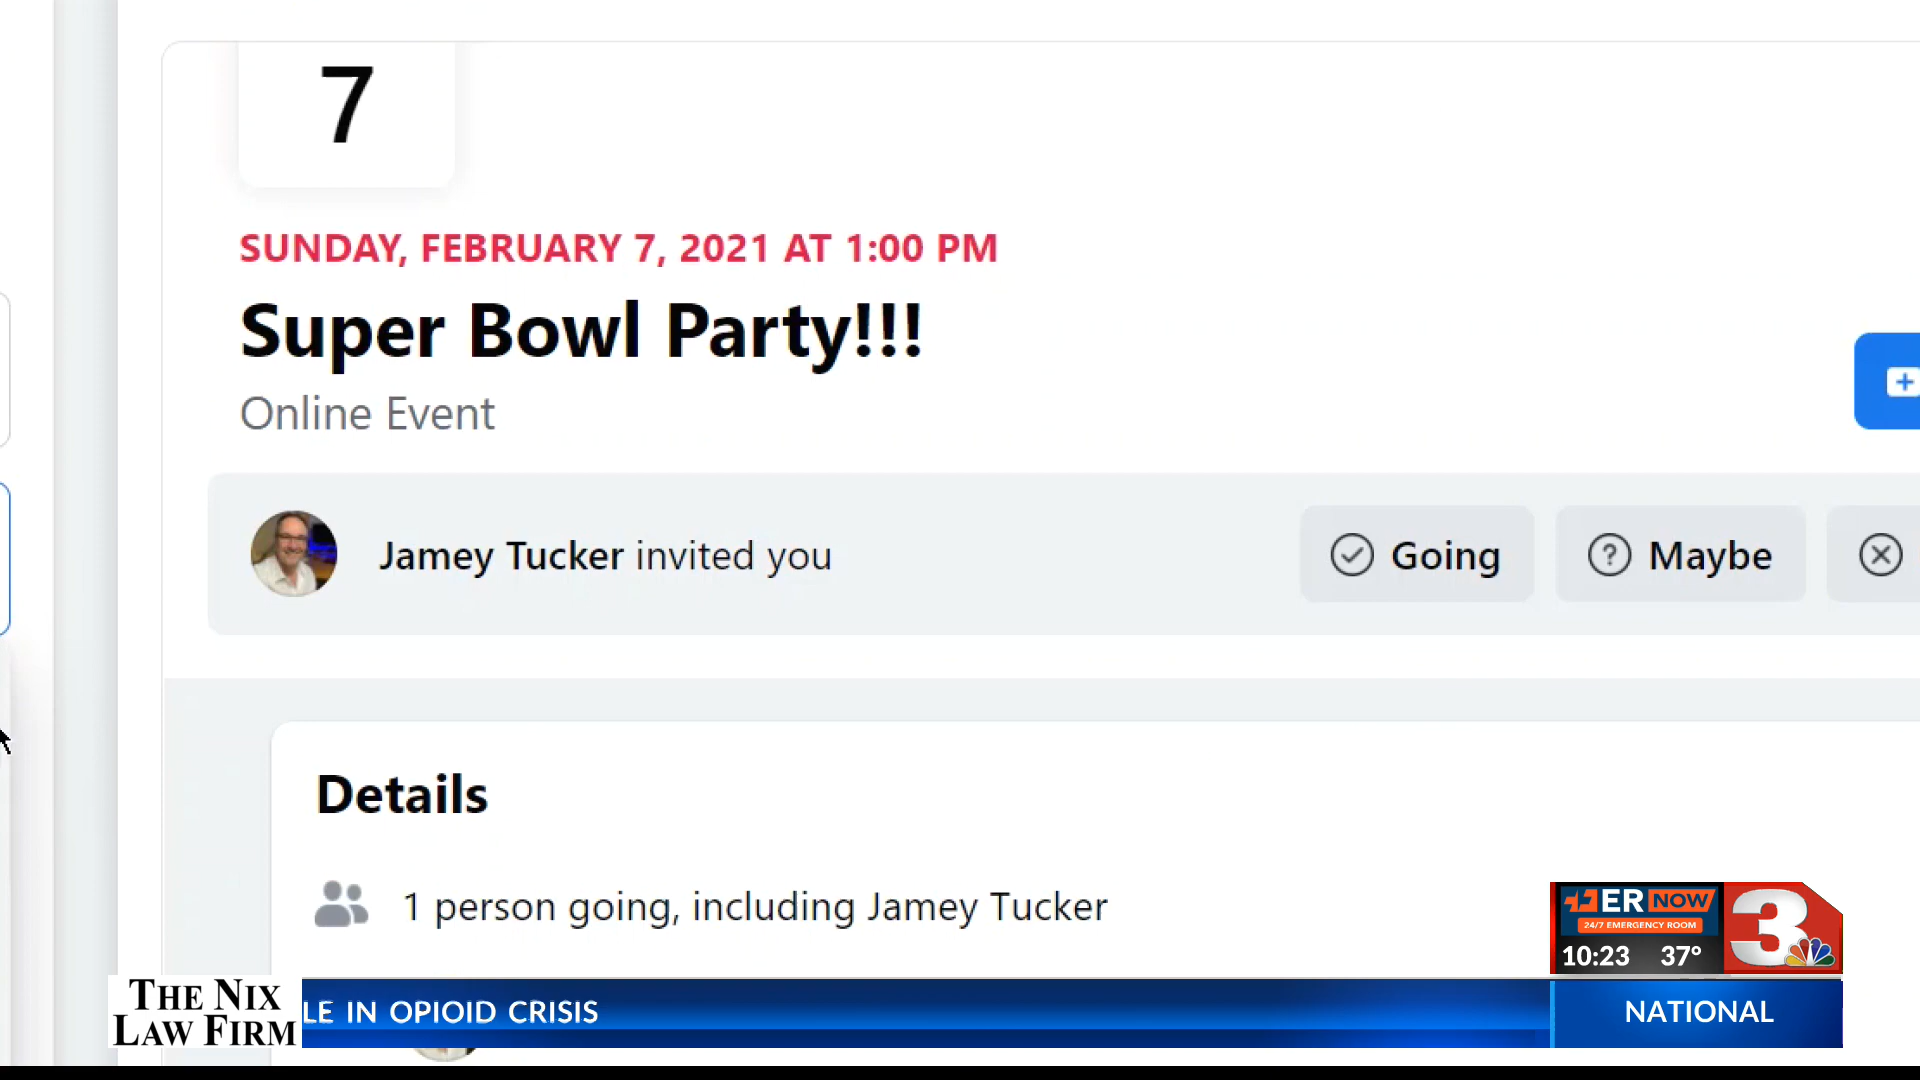 7
SUNDAY, FEBRUARY 7, 2021 AT 1:00 PM
Super Bowl Party!!!
Online Event
Jamey Tucker invited you
Going
Maybe
Details
1 person going, including Jamey Tucker
ER NOW
24/7 EMERGENCY ROOM
10:23 37°
3
THE NIX
LAW FIRM
LE IN OPIOID CRISIS
NATIONAL